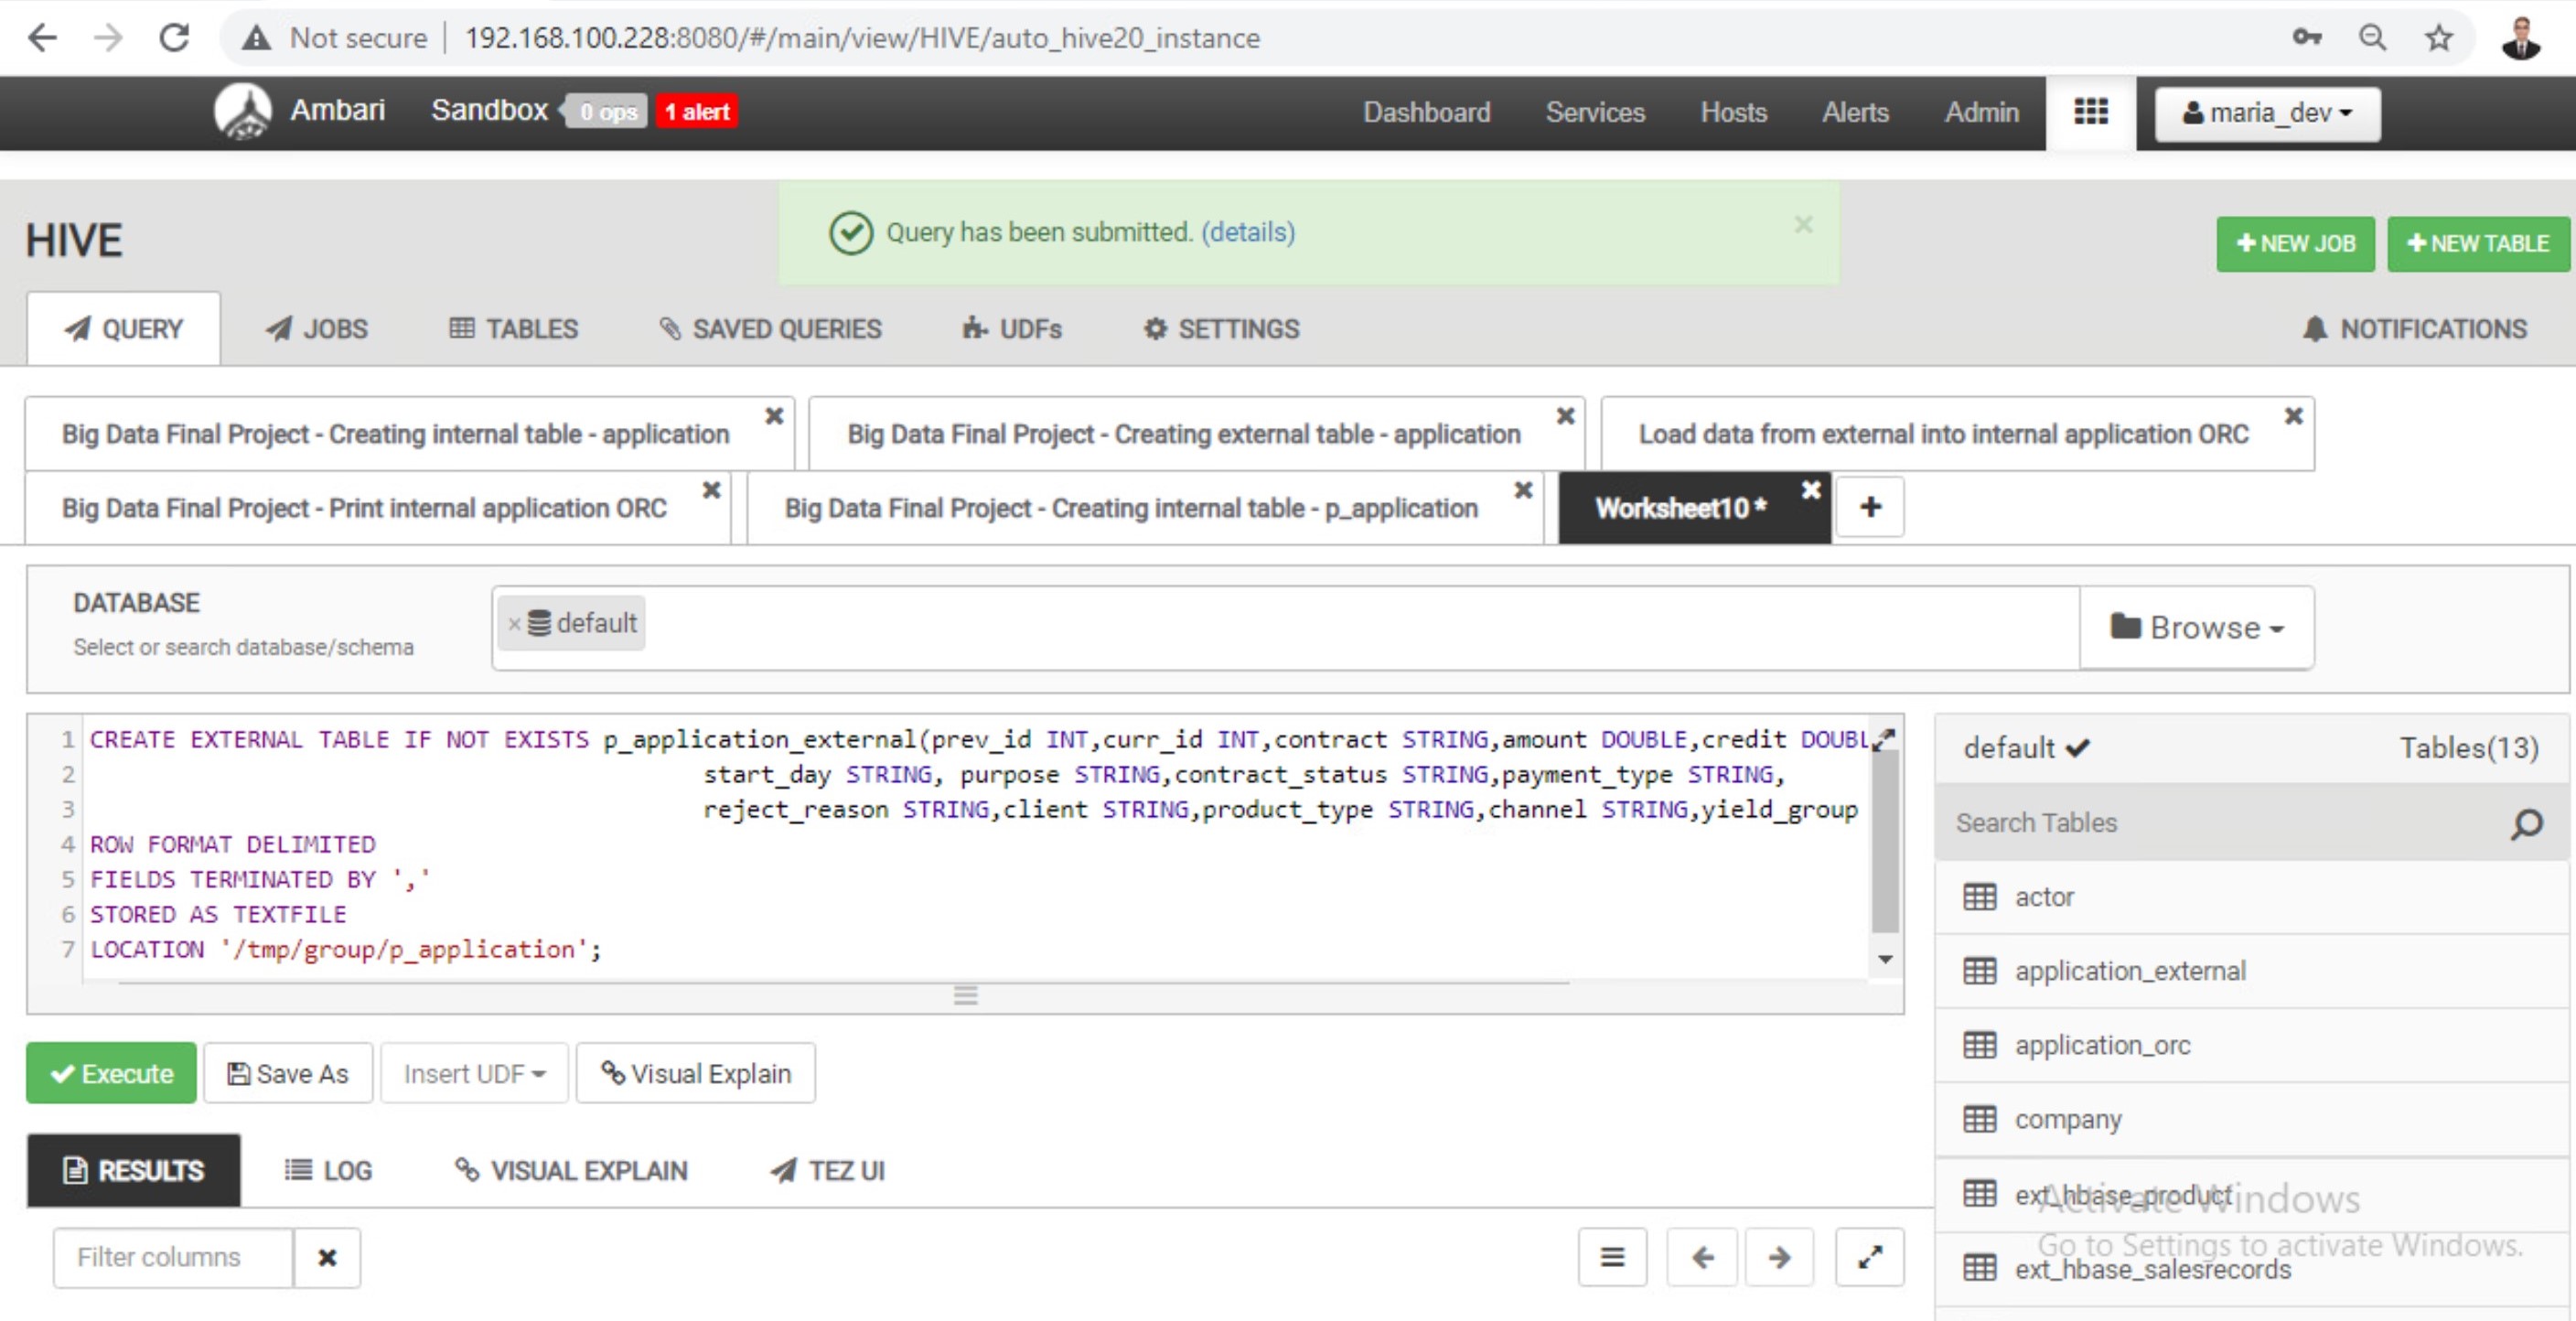 Not secure | 192.168.100.228:8080/#/main/view/HIVE/auto_hive20_instance
Ambari Sandbox 0 ops 1 alert Dashboard Services Hosts Alerts Admin maria_dev
HIVE
Query has been submitted. (details)
NEW JOB
NEW TABLE
QUERY JOBS TABLES SAVED QUERIES UDFs SETTINGS NOTIFICATIONS
Big Data Final Project - Creating internal table - application
Big Data Final Project - Creating external table - application
Load data from external into internal application ORC
Big Data Final Project - Print internal application ORC
Big Data Final Project - Creating internal table - p_application
Worksheet10 *
DATABASE
Select or search database/schema
default
Browse
1 CREATE EXTERNAL TABLE IF NOT EXISTS p_application_external(prev_id INT,curr_id INT,contract STRING,amount DOUBLE,credit DOUBL
2 start_day STRING, purpose STRING,contract_status STRING,payment_type STRING,
3 reject_reason STRING,client STRING,product_type STRING,channel STRING,yield_group
4 ROW FORMAT DELIMITED
5 FIELDS TERMINATED BY ','
6 STORED AS TEXTFILE
7 LOCATION '/tmp/group/p_application';
Execute Save As Insert UDF Visual Explain
RESULTS LOG VISUAL EXPLAIN TEZ UI
Filter columns
default Tables(13)
Search Tables
actor
application_external
application_orc
company
ext_hbase_product
ext_hbase_salesrecords
Activate Windows
Go to Settings to activate Windows.